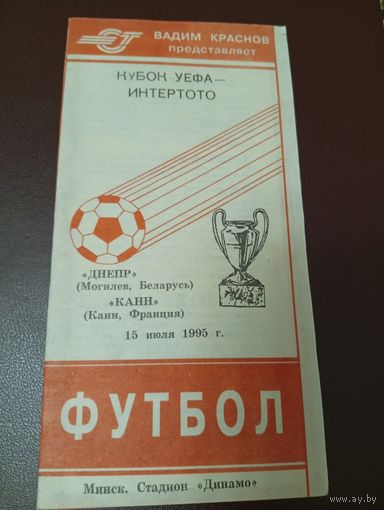 ВАДИМ КРАСНОВ
представляет
КУБОК УЕФА—
ИНТЕРТОТО
«ДНЕПР»
(Могилев, Беларусь)
«КАНН»
(Канн, Франция)
15 июля 1995 г.
ФУТБОЛ
Минск. Стадион «Динамо»
www.ay.by